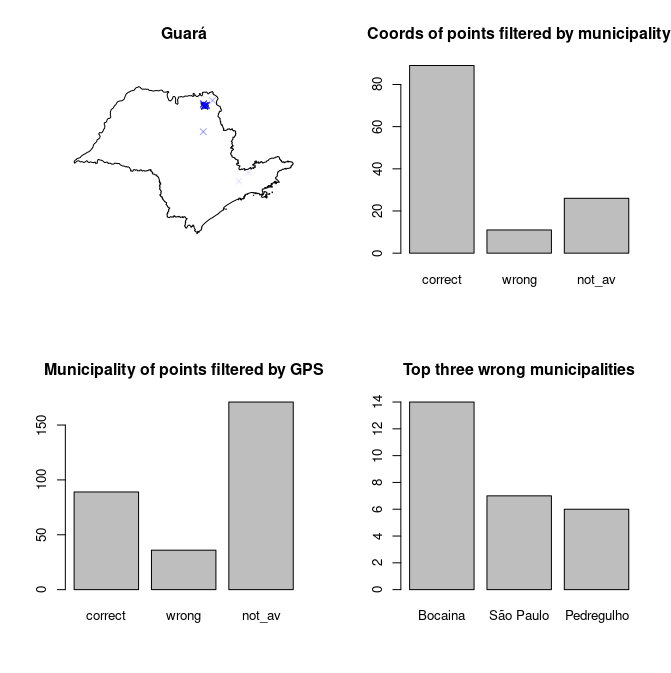 Guará
Coords of points filtered by municipality
80
60
40
20
0
correct wrong not_av
Municipality of points filtered by GPS
150
100
50
0
correct wrong not_av
Top three wrong municipalities
14
12
10
8
6
4
2
0
Bocaina São Paulo Pedregulho